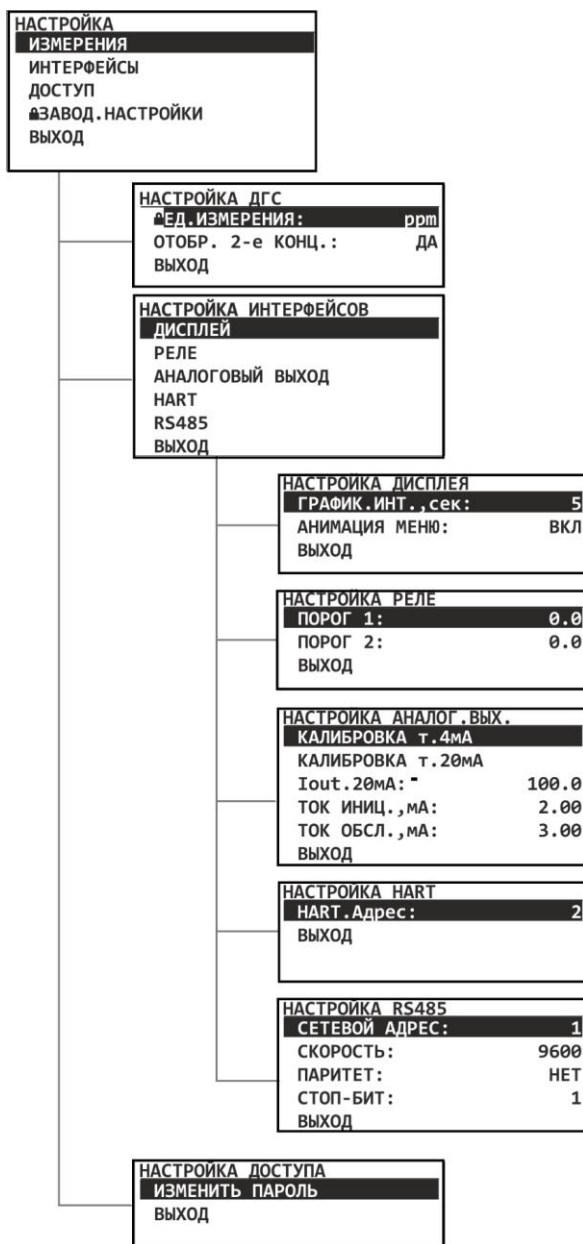 НАСТРОЙКА
ИЗМЕРЕНИЯ
ИНТЕРФЕЙСЫ
ДОСТУП
ЗАВОД.НАСТРОЙКИ
ВЫХОД
НАСТРОЙКА ДГС
ЕД.ИЗМЕРЕНИЯ: ppm
ОТОБР. 2-е КОНЦ.: ДА
ВЫХОД
НАСТРОЙКА ИНТЕРФЕЙСОВ
ДИСПЛЕЙ
РЕЛЕ
АНАЛОГОВЫЙ ВЫХОД
HART
RS485
ВЫХОД
НАСТРОЙКА ДИСПЛЕЯ
ГРАФИК.ИНТ.,сек: 5
АНИМАЦИЯ МЕНЮ: ВКЛ
ВЫХОД
НАСТРОЙКА РЕЛЕ
ПОРОГ 1: 0.0
ПОРОГ 2: 0.0
ВЫХОД
НАСТРОЙКА АНАЛОГ.ВЫХ.
КАЛИБРОВКА т.4мА
КАЛИБРОВКА т.20мА
Iout.20мА:- 100.0
ТОК ИНИЦ.,мА: 2.00
ТОК ОБСЛ.,мА: 3.00
ВЫХОД
НАСТРОЙКА HART
HART.Адрес: 2
ВЫХОД
НАСТРОЙКА RS485
СЕТЕВОЙ АДРЕС: 1
СКОРОСТЬ: 9600
ПАРИТЕТ: НЕТ
СТОП-БИТ: 1
ВЫХОД
НАСТРОЙКА ДОСТУПА
ИЗМЕНИТЬ ПАРОЛЬ
ВЫХОД